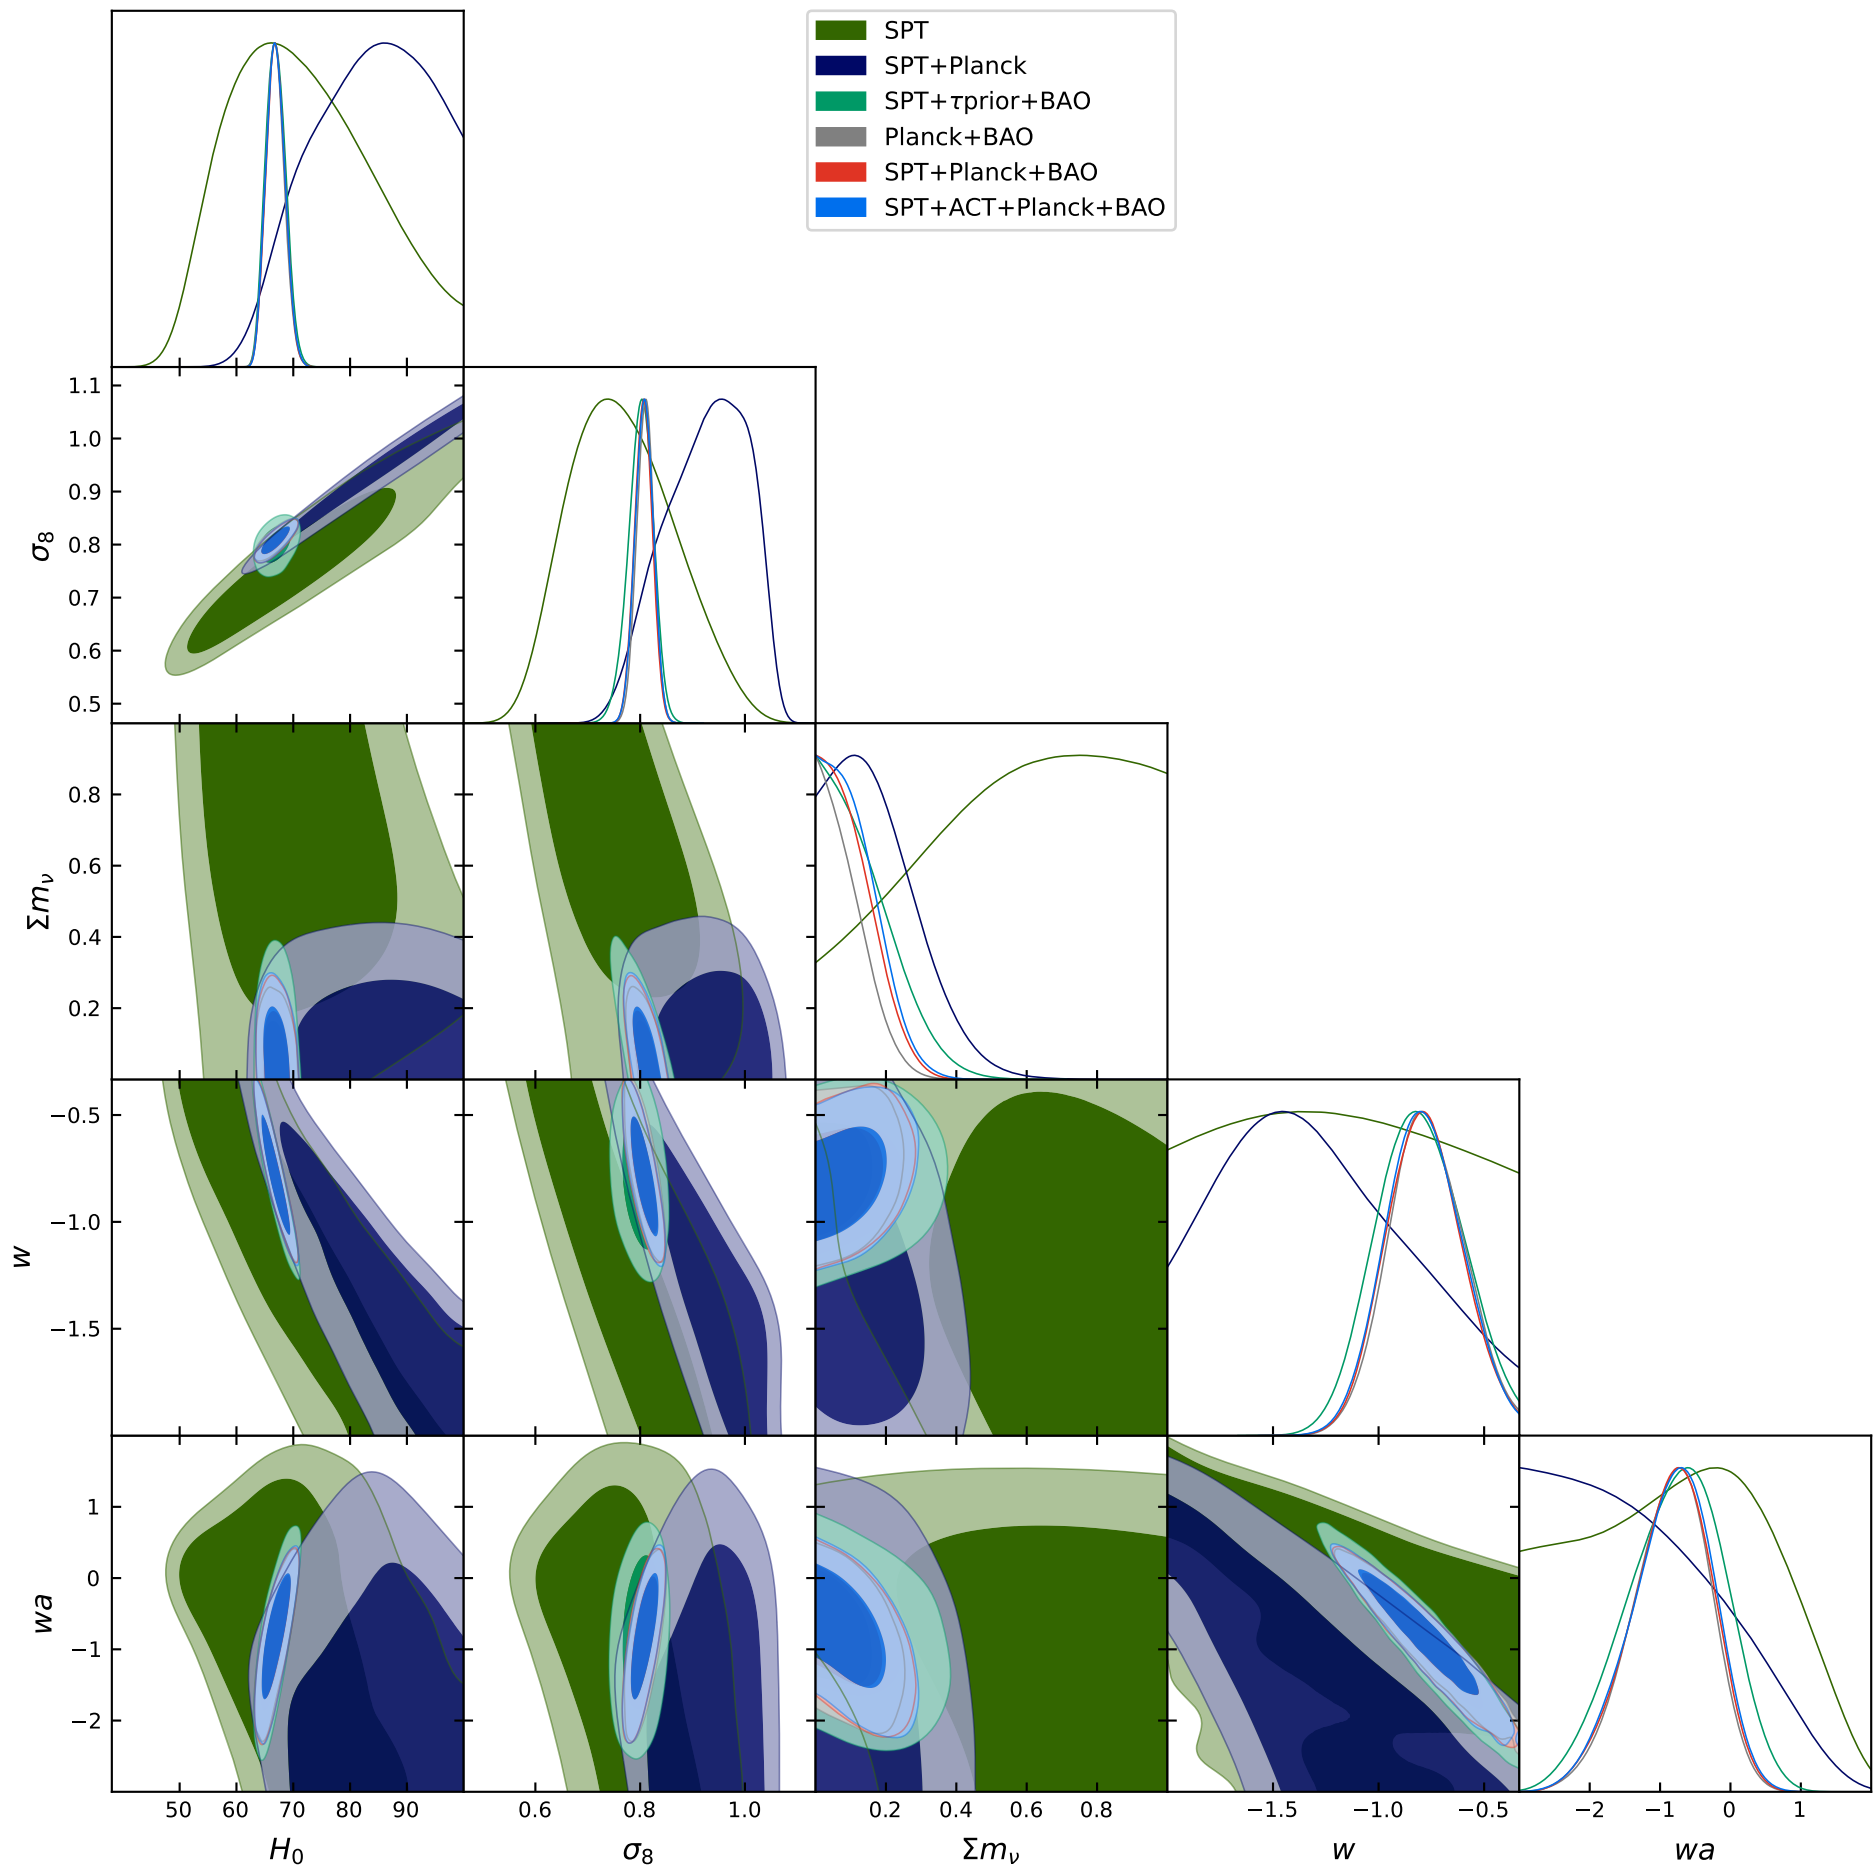 SPT
SPT+Planck
SPT+τprior+BAO
Planck+BAO
SPT+Planck+BAO
SPT+ACT+Planck+BAO
1.1
1.0
0.9
0.8
0.7
0.6
0.5
σ8
0.8
0.6
0.4
0.2
Σmν
−0.5
−1.0
−1.5
w
1
0
−1
−2
wa
50 60 70 80 90
0.6 0.8 1.0
0.2 0.4 0.6 0.8
−1.5 −1.0 −0.5
−2 −1 0 1
H0 σ8 Σmν w wa